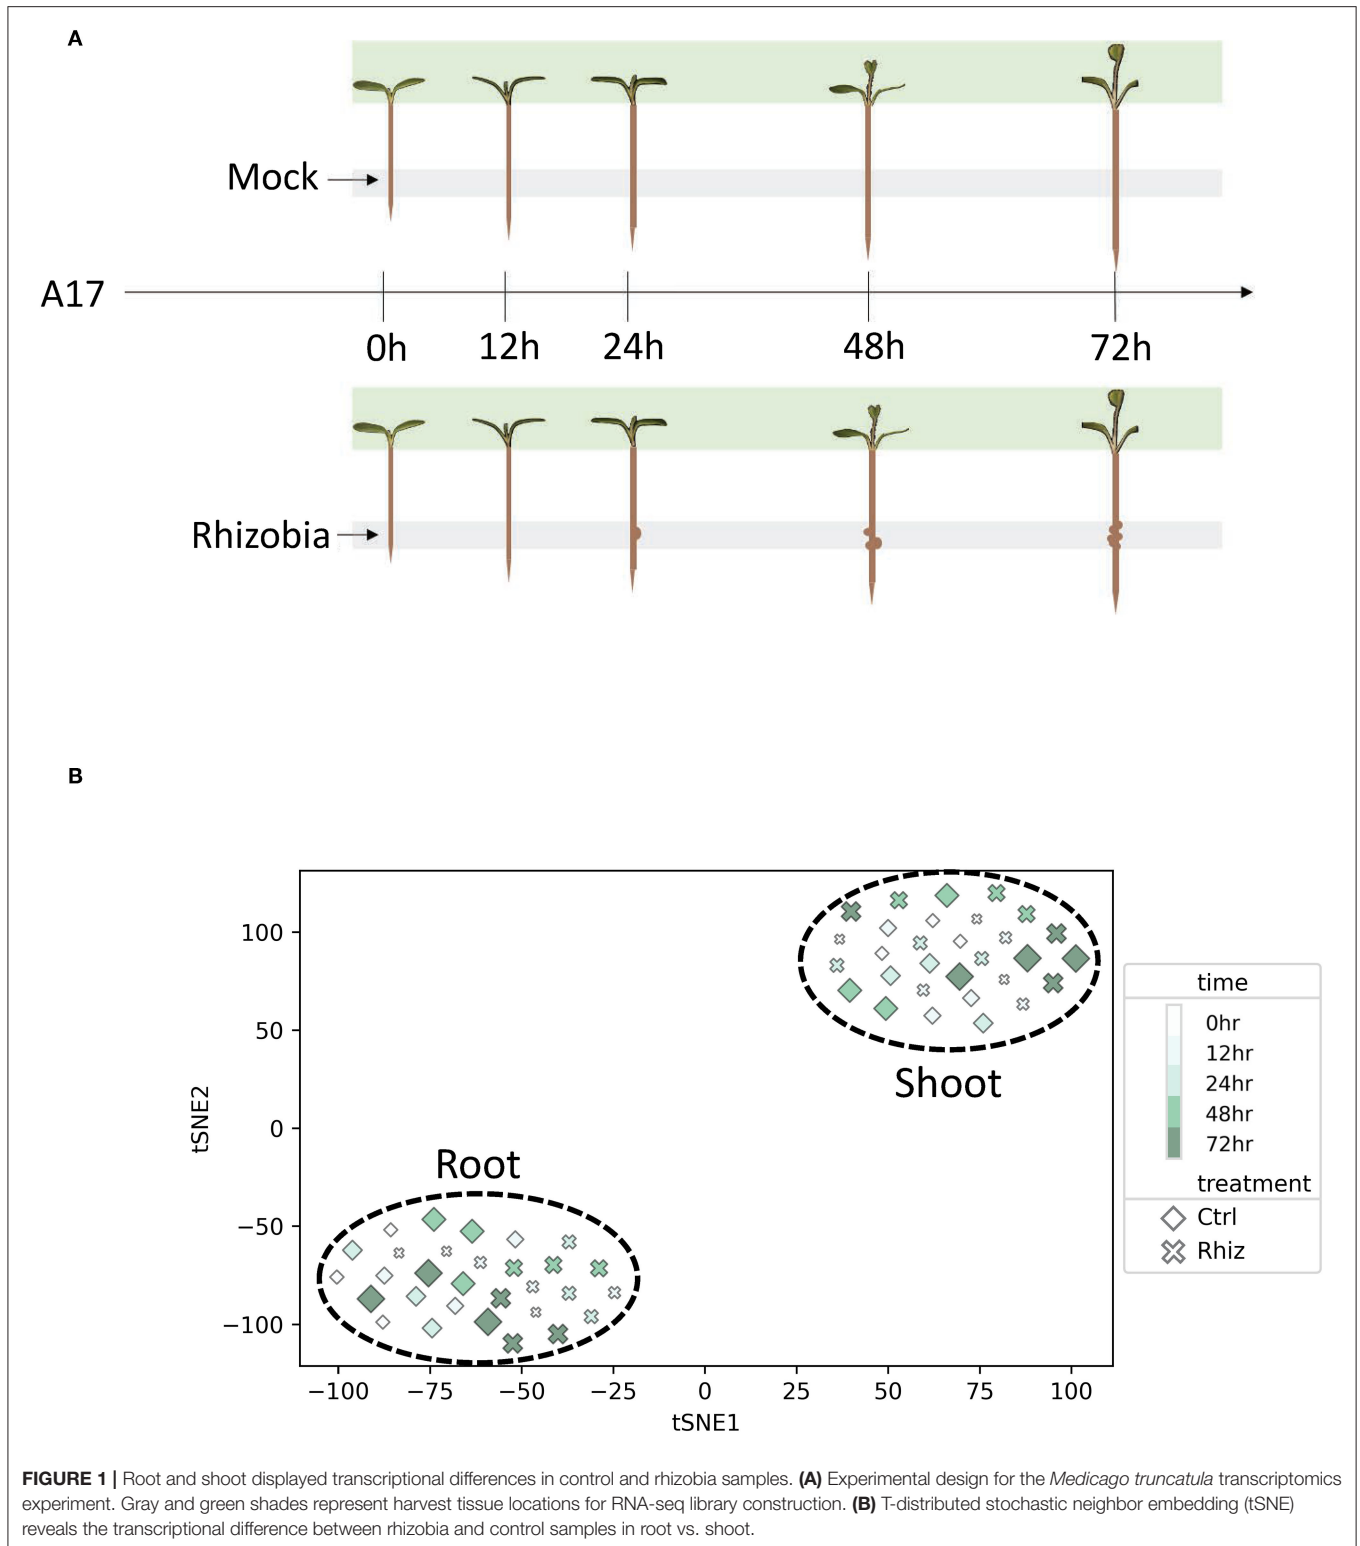 A
Mock
A17
0h 12h 24h 48h 72h
Rhizobia
B
100
50
0
−50
−100
tSNE2
Shoot
Root
−100 −75 −50 −25 0 25 50 75 100
tSNE1
time
0hr
12hr
24hr
48hr
72hr
treatment
Ctrl
Rhiz
FIGURE 1 | Root and shoot displayed transcriptional differences in control and rhizobia samples. (A) Experimental design for the Medicago truncatula transcriptomics
experiment. Gray and green shades represent harvest tissue locations for RNA-seq library construction. (B) T-distributed stochastic neighbor embedding (tSNE)
reveals the transcriptional difference between rhizobia and control samples in root vs. shoot.